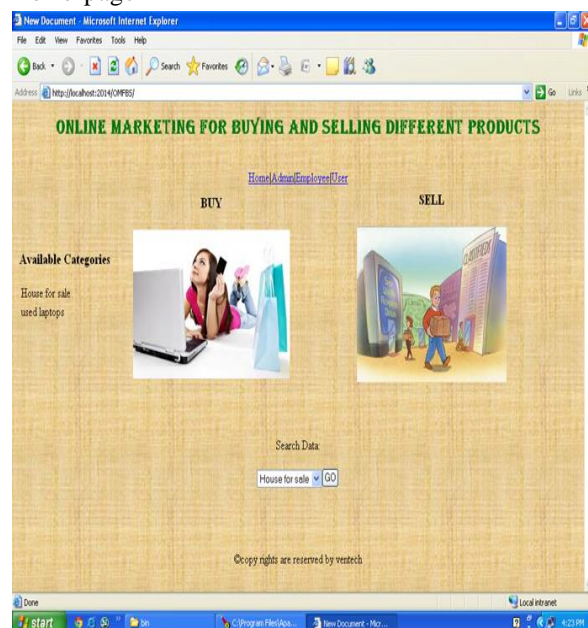 New Document - Microsoft Internet Explorer
File Edit View Favorites Tools Help
Back Search Favorites
Address http://localhost:2014/OMFBS/ Go Links
ONLINE MARKETING FOR BUYING AND SELLING DIFFERENT PRODUCTS
Home|Admin|Employee|User
BUY SELL
Available Categories
House for sale
used laptops
CLASSIFIEDS
Search Data:
House for sale GO
©copy rights are reserved by ventech
Done Local intranet
start bin C:\Program Files\Apa... New Document - Micr... 4:23 PM